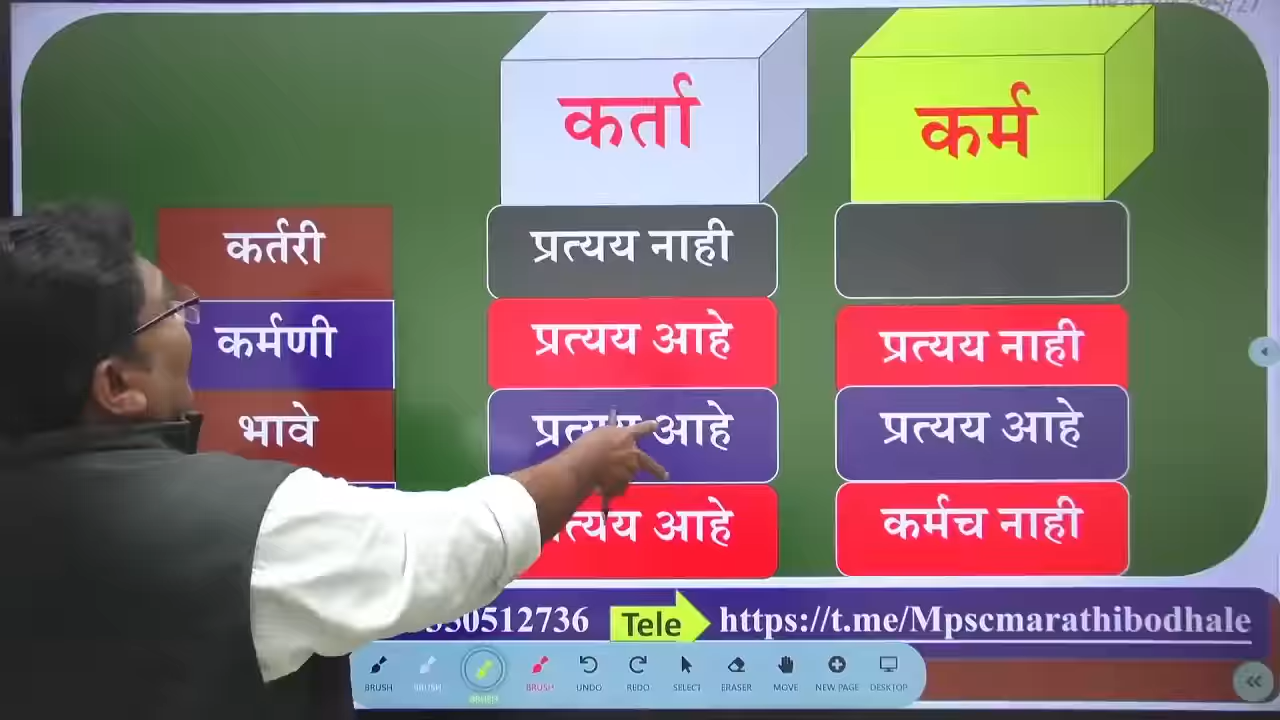 कर्ता कर्म
कर्तरी प्रत्यय नाही
कर्मणी प्रत्यय आहे प्रत्यय नाही
भावे प्रत्यय आहे प्रत्यय आहे
आहे कर्मच नाही
Tele https://t.me/Mpscmarathibodhale
BRUSH BRUSH BRUSH BRUSH UNDO REDO SELECT ERASER MOVE NEW PAGE DESKTOP